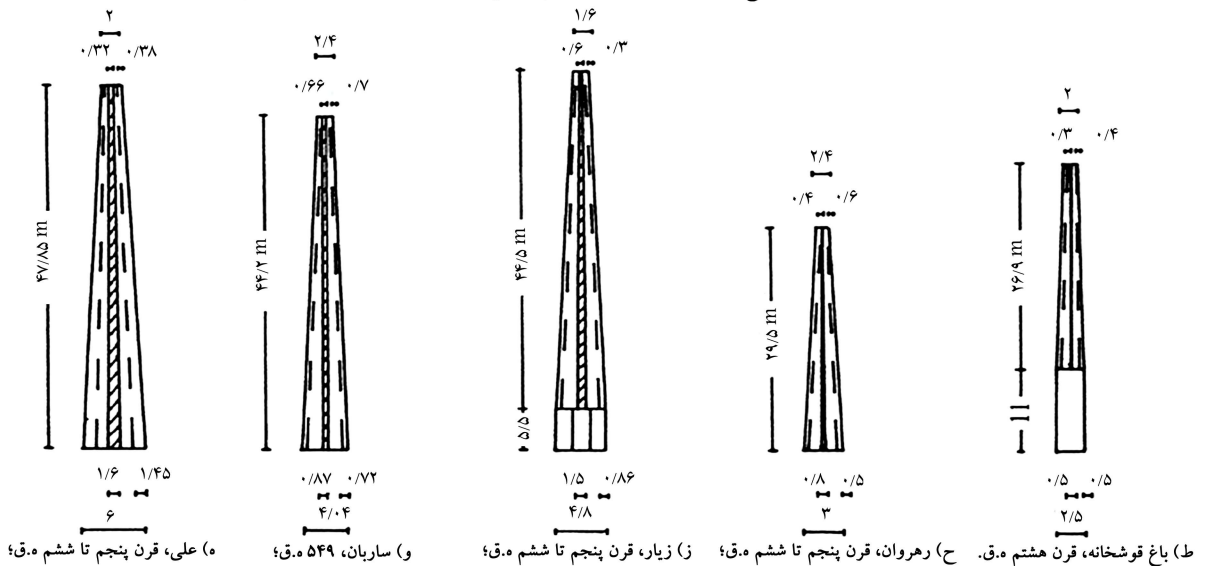 ۲
۰/۳۲ ۰/۳۸
۴۷/۸۵ m
۱/۶ ۱/۴۵
۶
ه) علی، قرن پنجم تا ششم ه.ق؛
۲/۴
۰/۶۶ ۰/۷
۴۴/۲ m
۰/۸۷ ۰/۷۲
۴/۰۴
و) ساربان، ۵۴۹ ه.ق؛
۱/۶
۰/۶ ۰/۳
۴۴/۵ m
۵/۵
۱/۵ ۰/۸۶
۴/۸
ز) زیار، قرن پنجم تا ششم ه.ق؛
۲/۴
۰/۴ ۰/۶
۲۹/۵ m
۰/۸ ۰/۵
۳
ح) رهروان، قرن پنجم تا ششم ه.ق؛
۲
۰/۳ ۰/۴
۲۶/۹ m
11
۰/۵ ۰/۵
۲/۵
ط) باغ قوشخانه، قرن هشتم ه.ق.